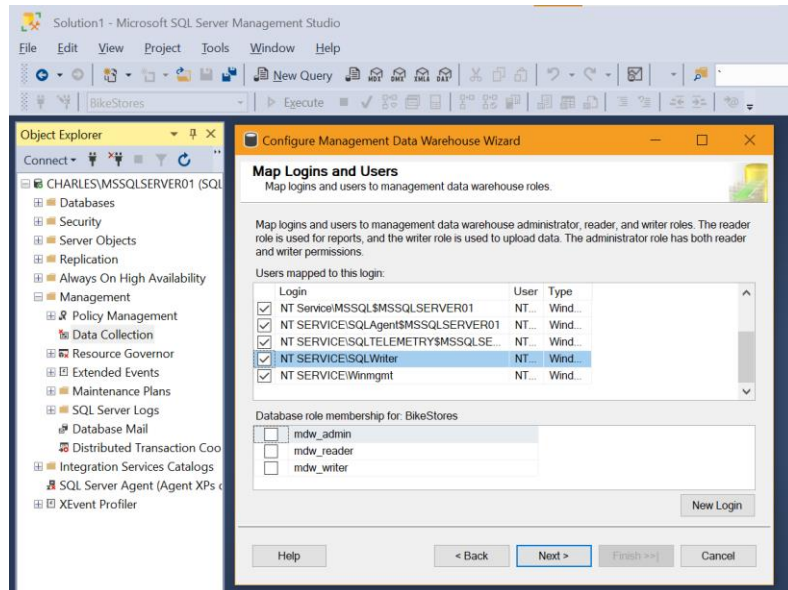 Solution1 - Microsoft SQL Server Management Studio
File Edit View Project Tools Window Help
New Query MDX DMX XMLA DAX
BikeStores Execute
Object Explorer
Connect
CHARLES\MSSQLSERVER01 (SQL
Databases
Security
Server Objects
Replication
Always On High Availability
Management
Policy Management
Data Collection
Resource Governor
Extended Events
Maintenance Plans
SQL Server Logs
Database Mail
Distributed Transaction Coo
Integration Services Catalogs
SQL Server Agent (Agent XPs
XEvent Profiler
Configure Management Data Warehouse Wizard
Map Logins and Users
Map logins and users to management data warehouse roles.
Map logins and users to management data warehouse administrator, reader, and writer roles. The reader
role is used for reports, and the writer role is used to upload data. The administrator role has both reader
and writer permissions.
Users mapped to this login:
Login User Type
NT Service\MSSQL$MSSQLSERVER01 NT... Wind...
NT SERVICE\SQLAgent$MSSQLSERVER01 NT... Wind...
NT SERVICE\SQLTELEMETRY$MSSQLSE... NT... Wind...
NT SERVICE\SQLWriter NT... Wind...
NT SERVICE\Winmgmt NT... Wind...
Database role membership for: BikeStores
mdw_admin
mdw_reader
mdw_writer
New Login
Help < Back Next > Finish >>| Cancel